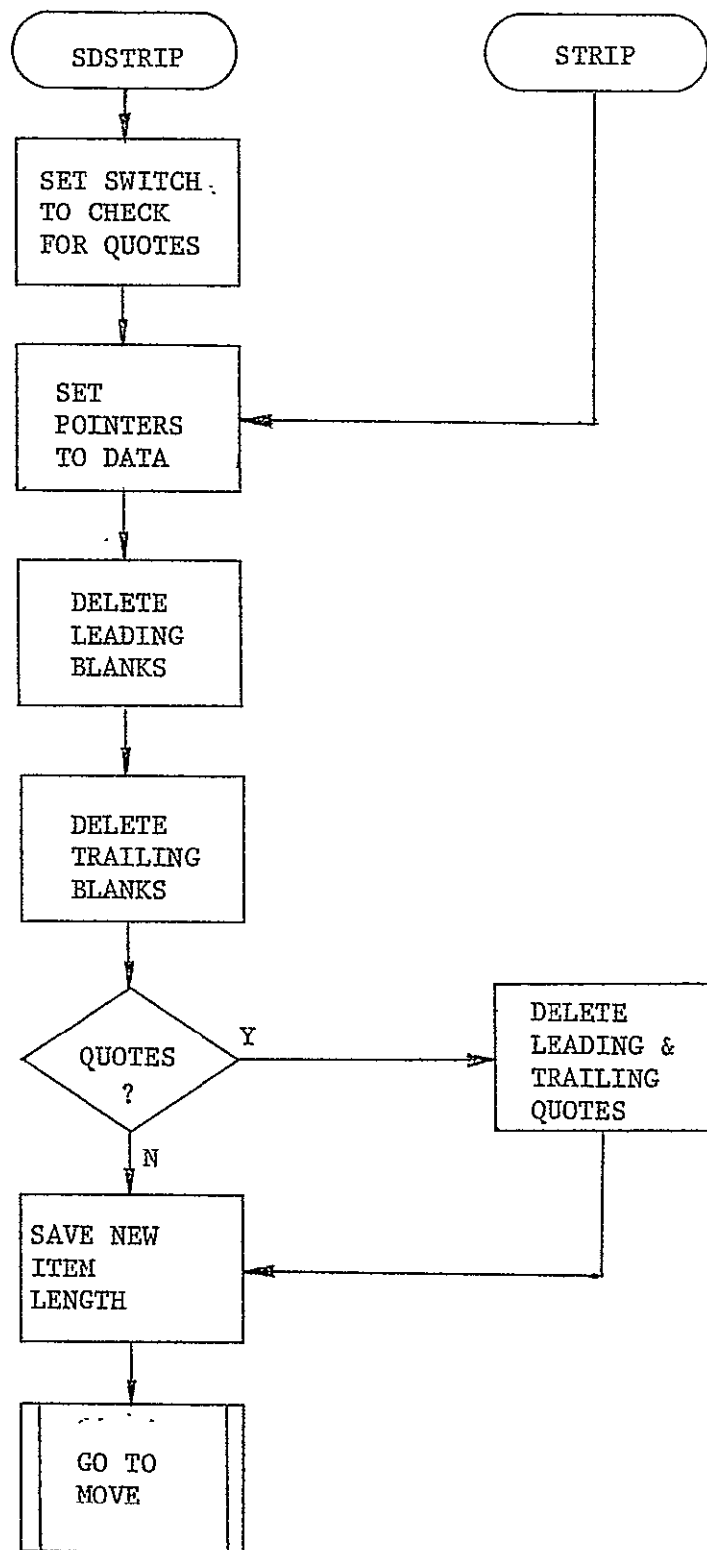 SDSTRIP
STRIP
SET SWITCH
TO CHECK
FOR QUOTES
SET
POINTERS
TO DATA
DELETE
LEADING
BLANKS
DELETE
TRAILING
BLANKS
QUOTES
?
Y
DELETE
LEADING &
TRAILING
QUOTES
N
SAVE NEW
ITEM
LENGTH
GO TO
MOVE